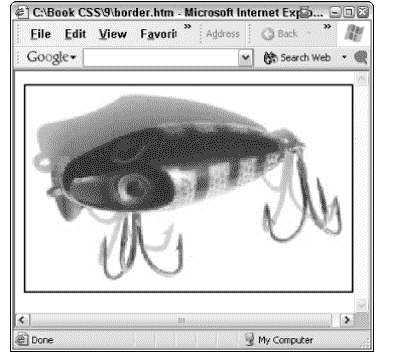 C:\Book CSS\9\border.htm - Microsoft Internet Exp...
File Edit View Favorit » Address Back »
Google Search Web
Done My Computer